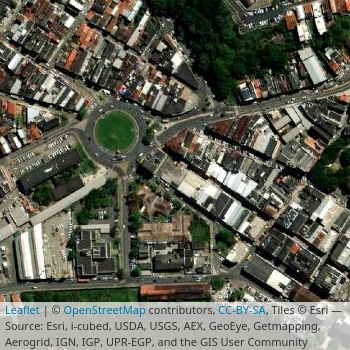 Leaflet | © OpenStreetMap contributors, CC-BY-SA, Tiles © Esri —
Source: Esri, i-cubed, USDA, USGS, AEX, GeoEye, Getmapping,
Aerogrid, IGN, IGP, UPR-EGP, and the GIS User Community